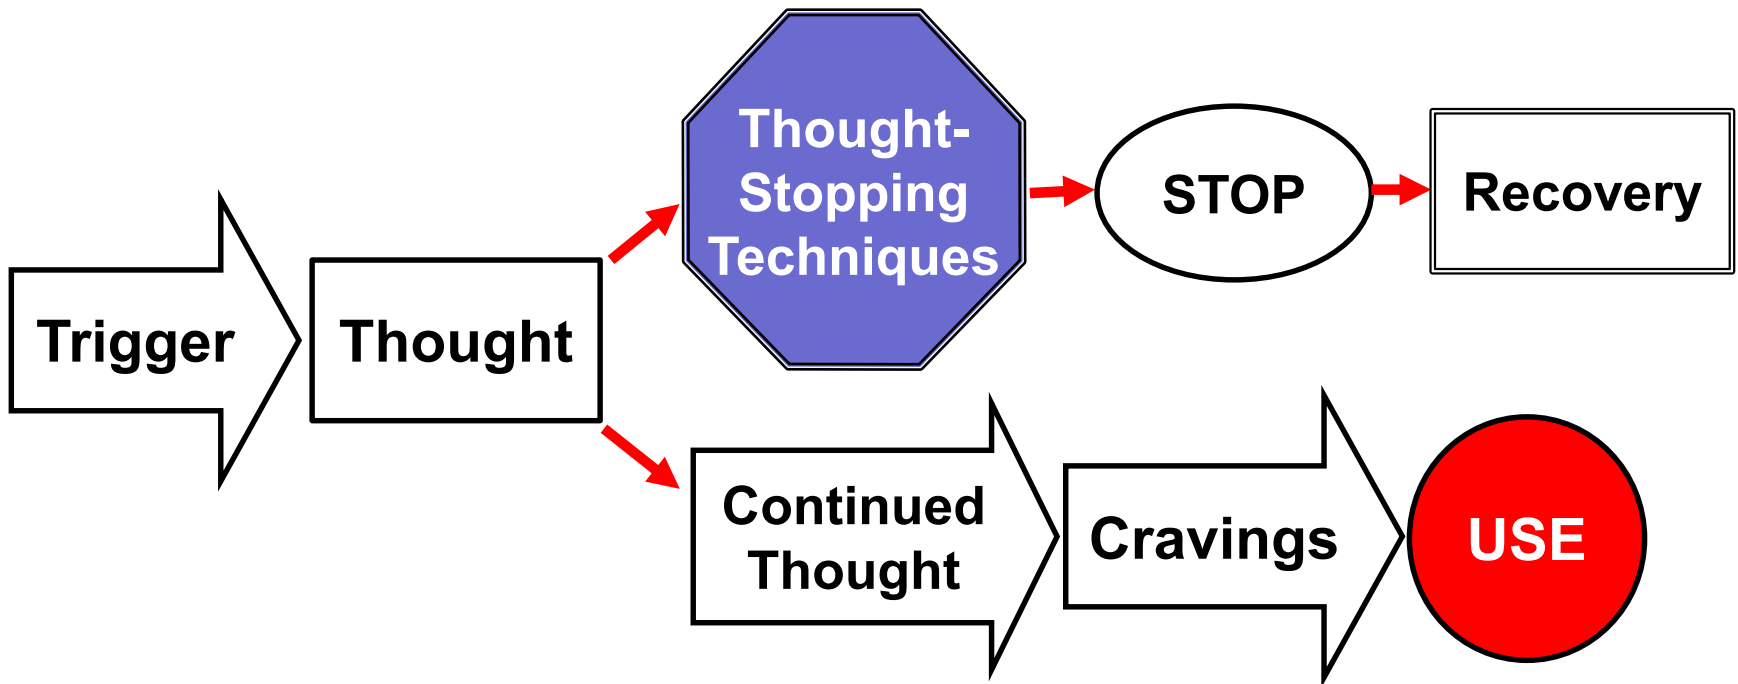 Trigger
Thought
Thought-
Stopping
Techniques
STOP
Recovery
Continued
Thought
Cravings
USE